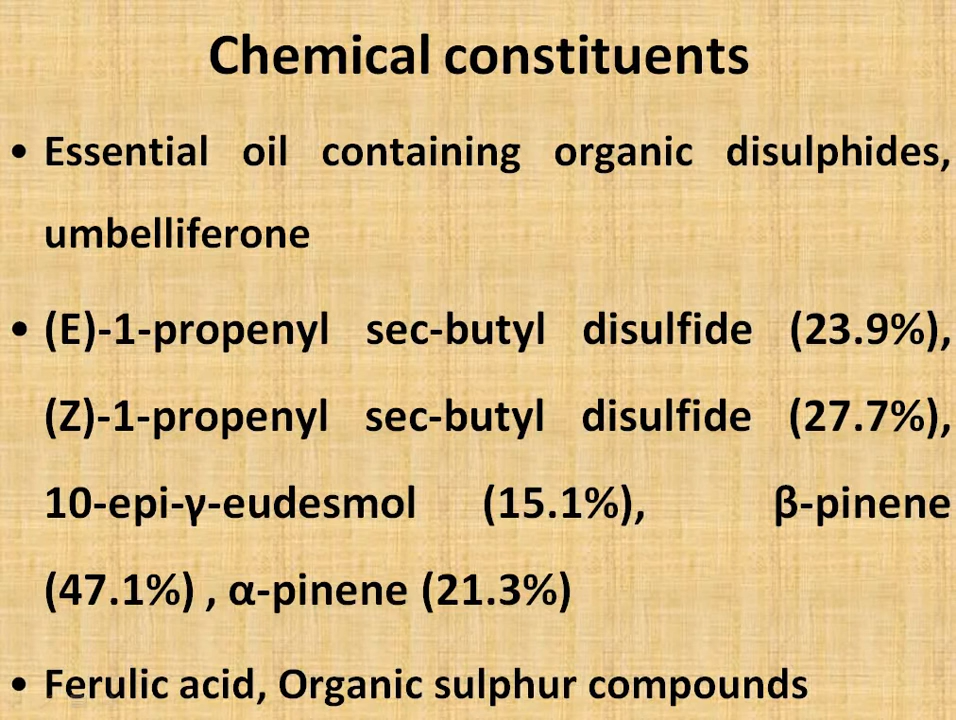 Chemical constituents
• Essential oil containing organic disulphides,
umbelliferone
• (E)-1-propenyl sec-butyl disulfide (23.9%),
(Z)-1-propenyl sec-butyl disulfide (27.7%),
10-epi-γ-eudesmol (15.1%), β-pinene
(47.1%) , α-pinene (21.3%)
• Ferulic acid, Organic sulphur compounds